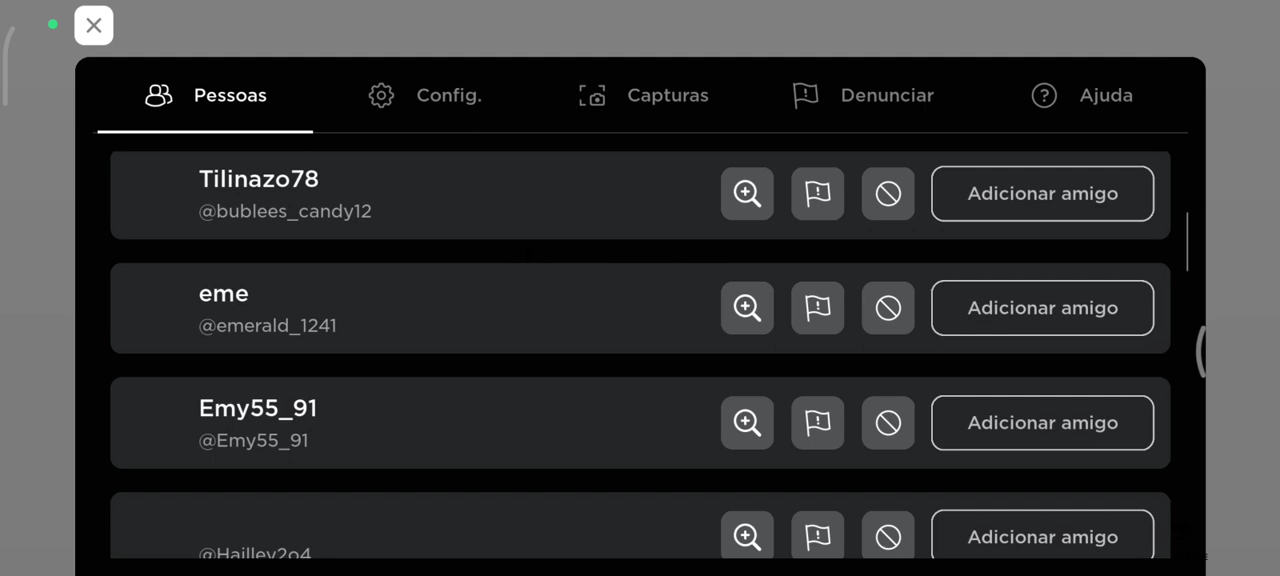 Pessoas
Config.
Capturas
Denunciar
Ajuda
Tilinazo78
@bublees_candy12
Adicionar amigo
eme
@emerald_1241
Adicionar amigo
Emy55_91
@Emy55_91
Adicionar amigo
@Hailley2o4
Adicionar amigo